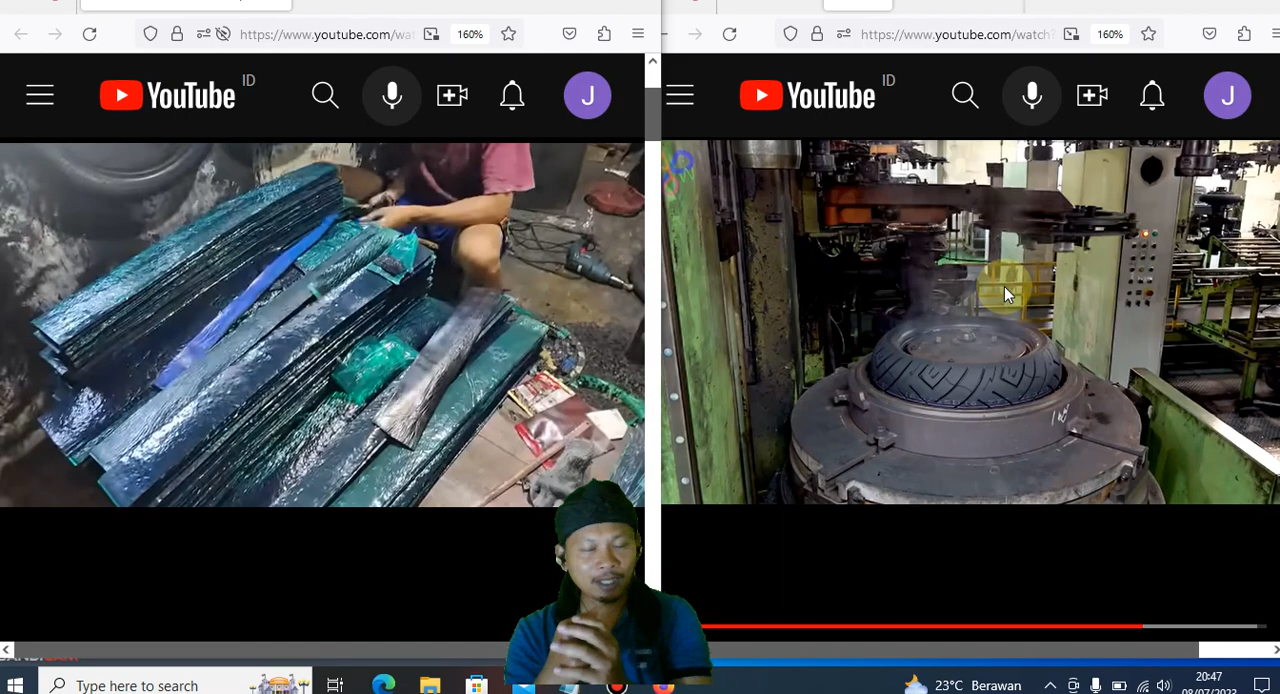 https://www.youtube.com/wat
160%
https://www.youtube.com/watch?
160%
YouTube ID
J
YouTube ID
J
Type here to search
23°C Berawan
20:47